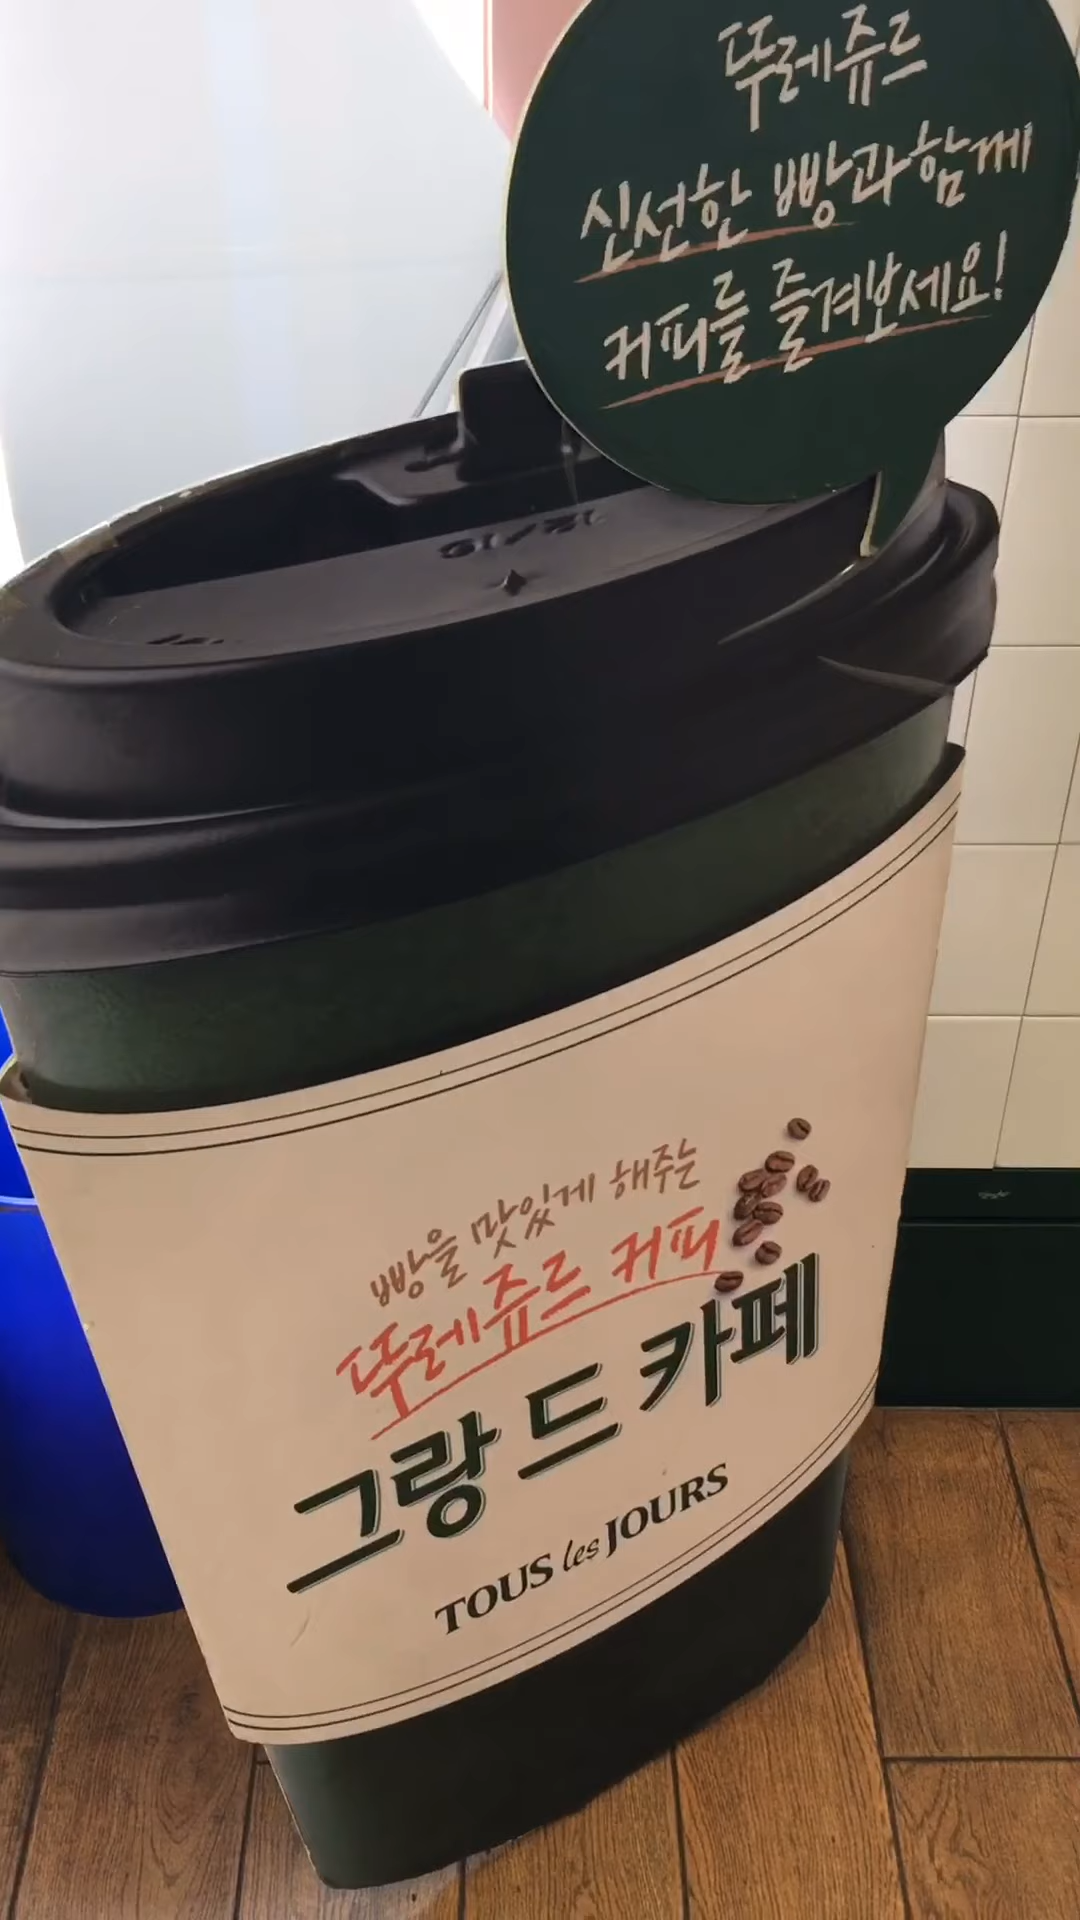 뚜레쥬르
신선한 빵과 함께
커피를 즐겨보세요!
빵을 맛있게 해주는
뚜레쥬르 커피
그랑드 카페
TOUS les JOURS